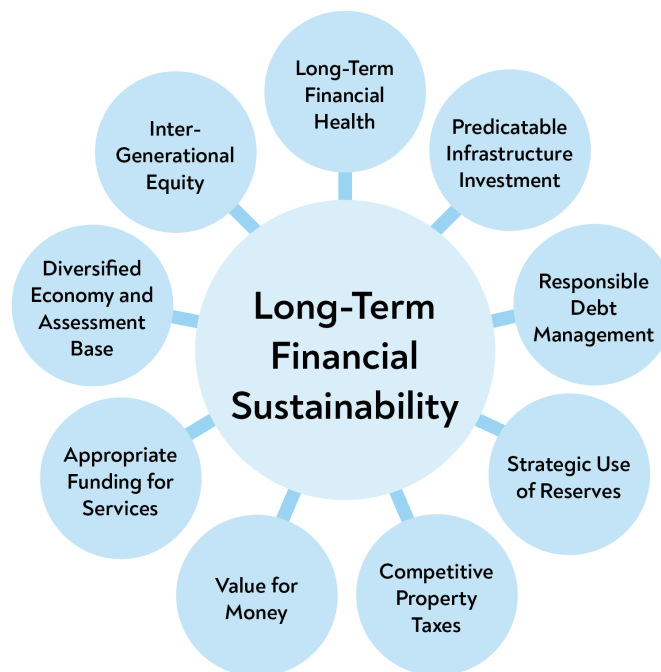 Long-Term
Financial
Health
Predicatable
Infrastructure
Investment
Responsible
Debt
Management
Strategic Use
of Reserves
Competitive
Property
Taxes
Value for
Money
Appropriate
Funding for
Services
Diversified
Economy and
Assessment
Base
Inter-
Generational
Equity
Long-Term
Financial
Sustainability